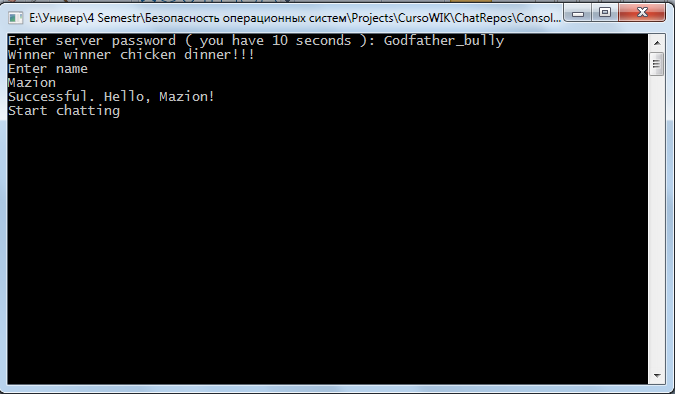 E:\Универ\4 Semestr\Безопасность операционных систем\Projects\CursoWIK\ChatRepos\Consol...
Enter server password ( you have 10 seconds ): Godfather_bully
Winner winner chicken dinner!!!
Enter name
Mazion
Successful. Hello, Mazion!
Start chatting